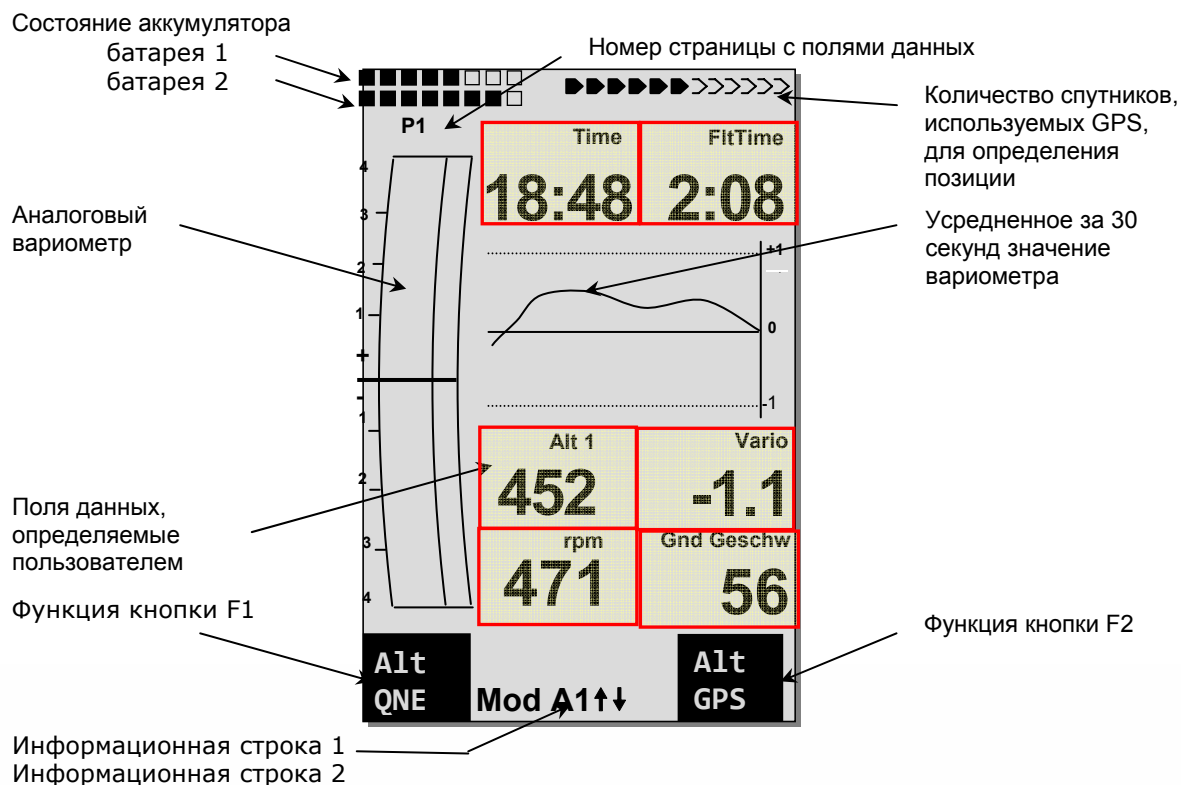 Состояние аккумулятора
батарея 1
батарея 2
Номер страницы с полями данных
Количество спутников,
используемых GPS,
для определения
позиции
P1
Time
18:48
FltTime
2:08
Аналоговый
вариометр
Усредненное за 30
секунд значение
вариометра
4
3
2
1
+
-
1
2
3
4
+1
0
-1
Alt 1
452
Vario
-1.1
rpm
471
Gnd Geschw
56
Поля данных,
определяемые
пользователем
Функция кнопки F1
Функция кнопки F2
Alt
QNE
Mod A1↑↓
Alt
GPS
Информационная строка 1
Информационная строка 2